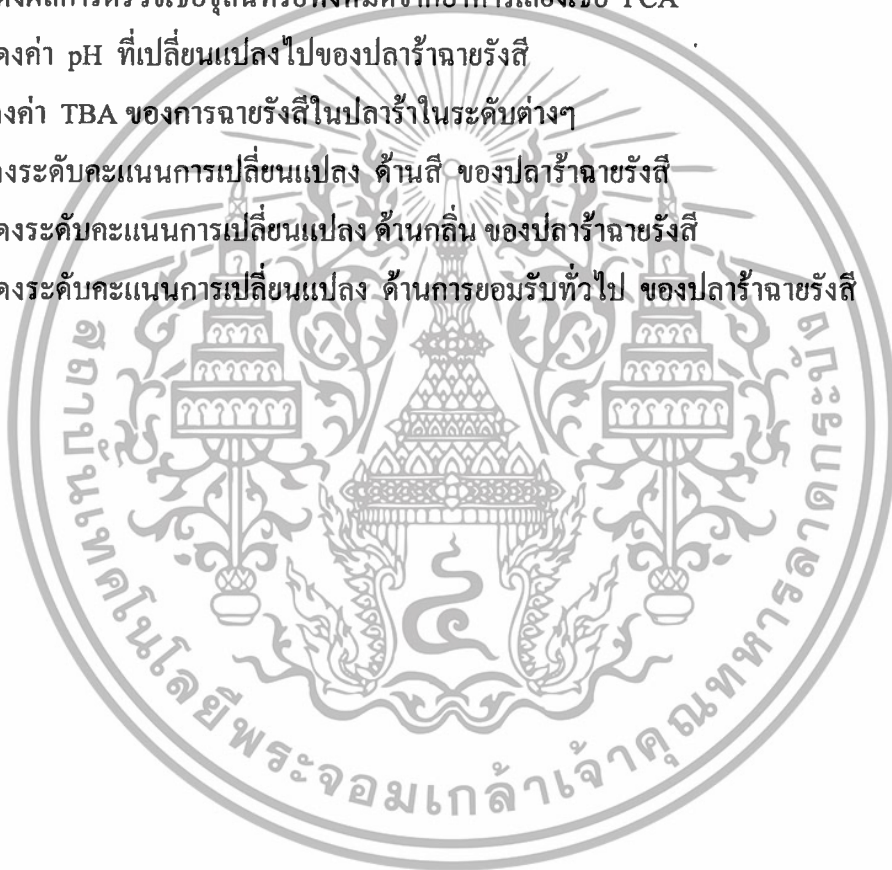 pH ที่เปลี่ยนแปลงไปของปลาร้าฉายรังสี
ค่า TBA ของการฉายรังสีในปลาร้าในระดับต่างๆ
ระดับคะแนนการเปลี่ยนแปลง ด้านสี ของปลาร้าฉายรังสี
ระดับคะแนนการเปลี่ยนแปลง ด้านกลิ่น ของปลาร้าฉายรังสี
ระดับคะแนนการเปลี่ยนแปลง ด้านการยอมรับทั่วไป ของปลาร้าฉายรังสี
สถาบันเทคโนโลยีพระจอมเกล้าเจ้าคุณทหารลาดกระบัง